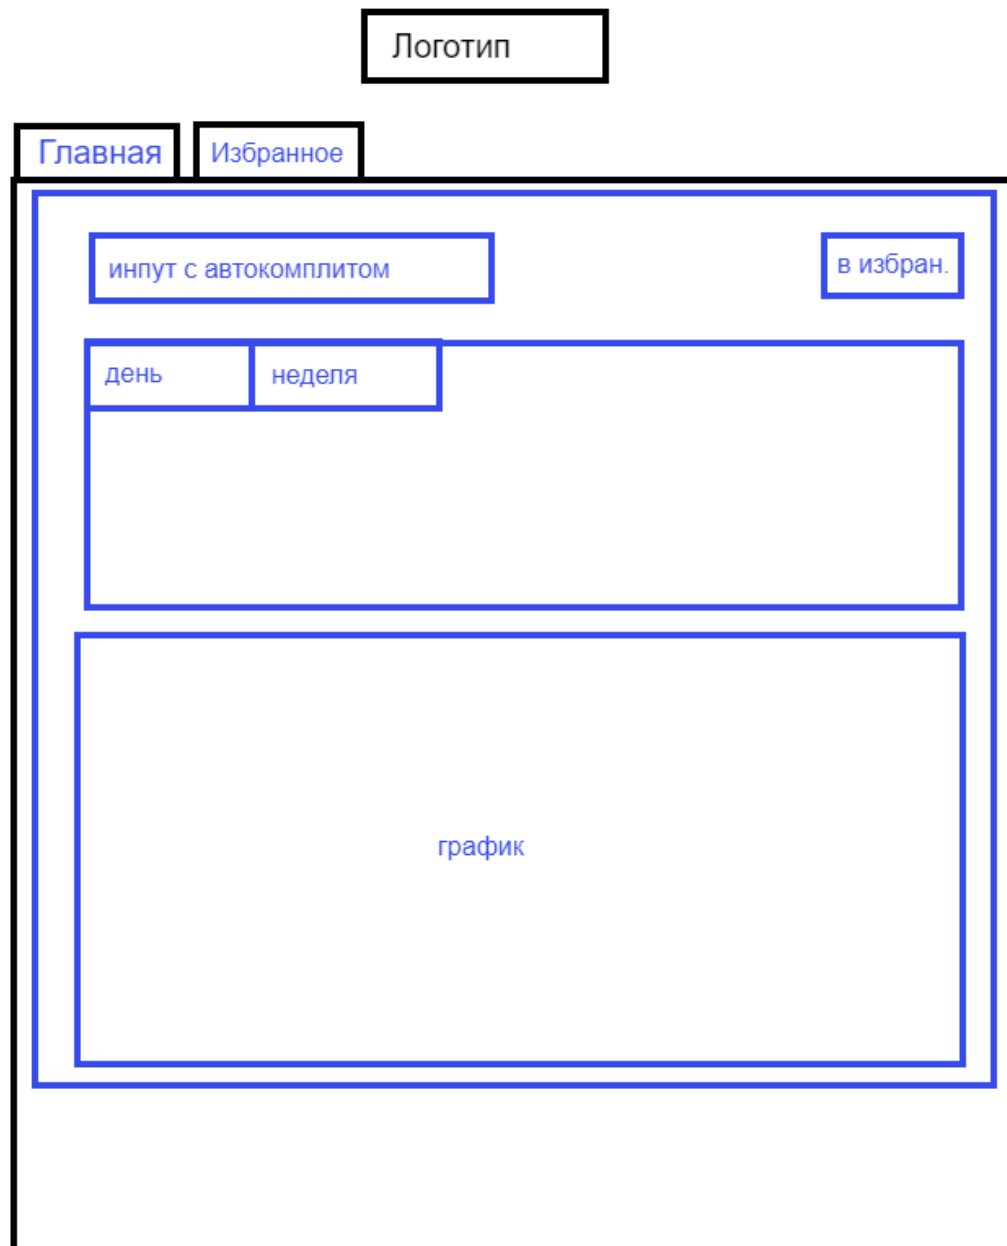 Логотип
Главная
Избранное
инпут с автокомплитом
в избран.
день
неделя
график